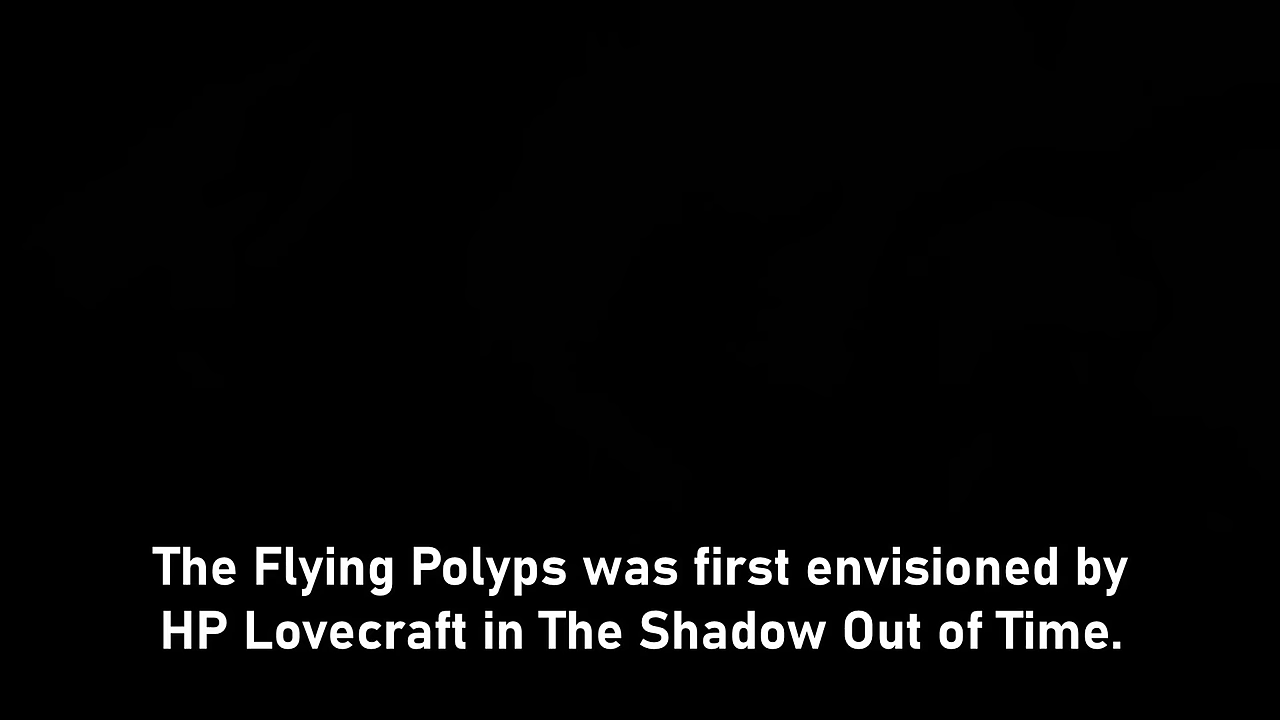 The Flying Polyps was first envisioned by
HP Lovecraft in The Shadow Out of Time.